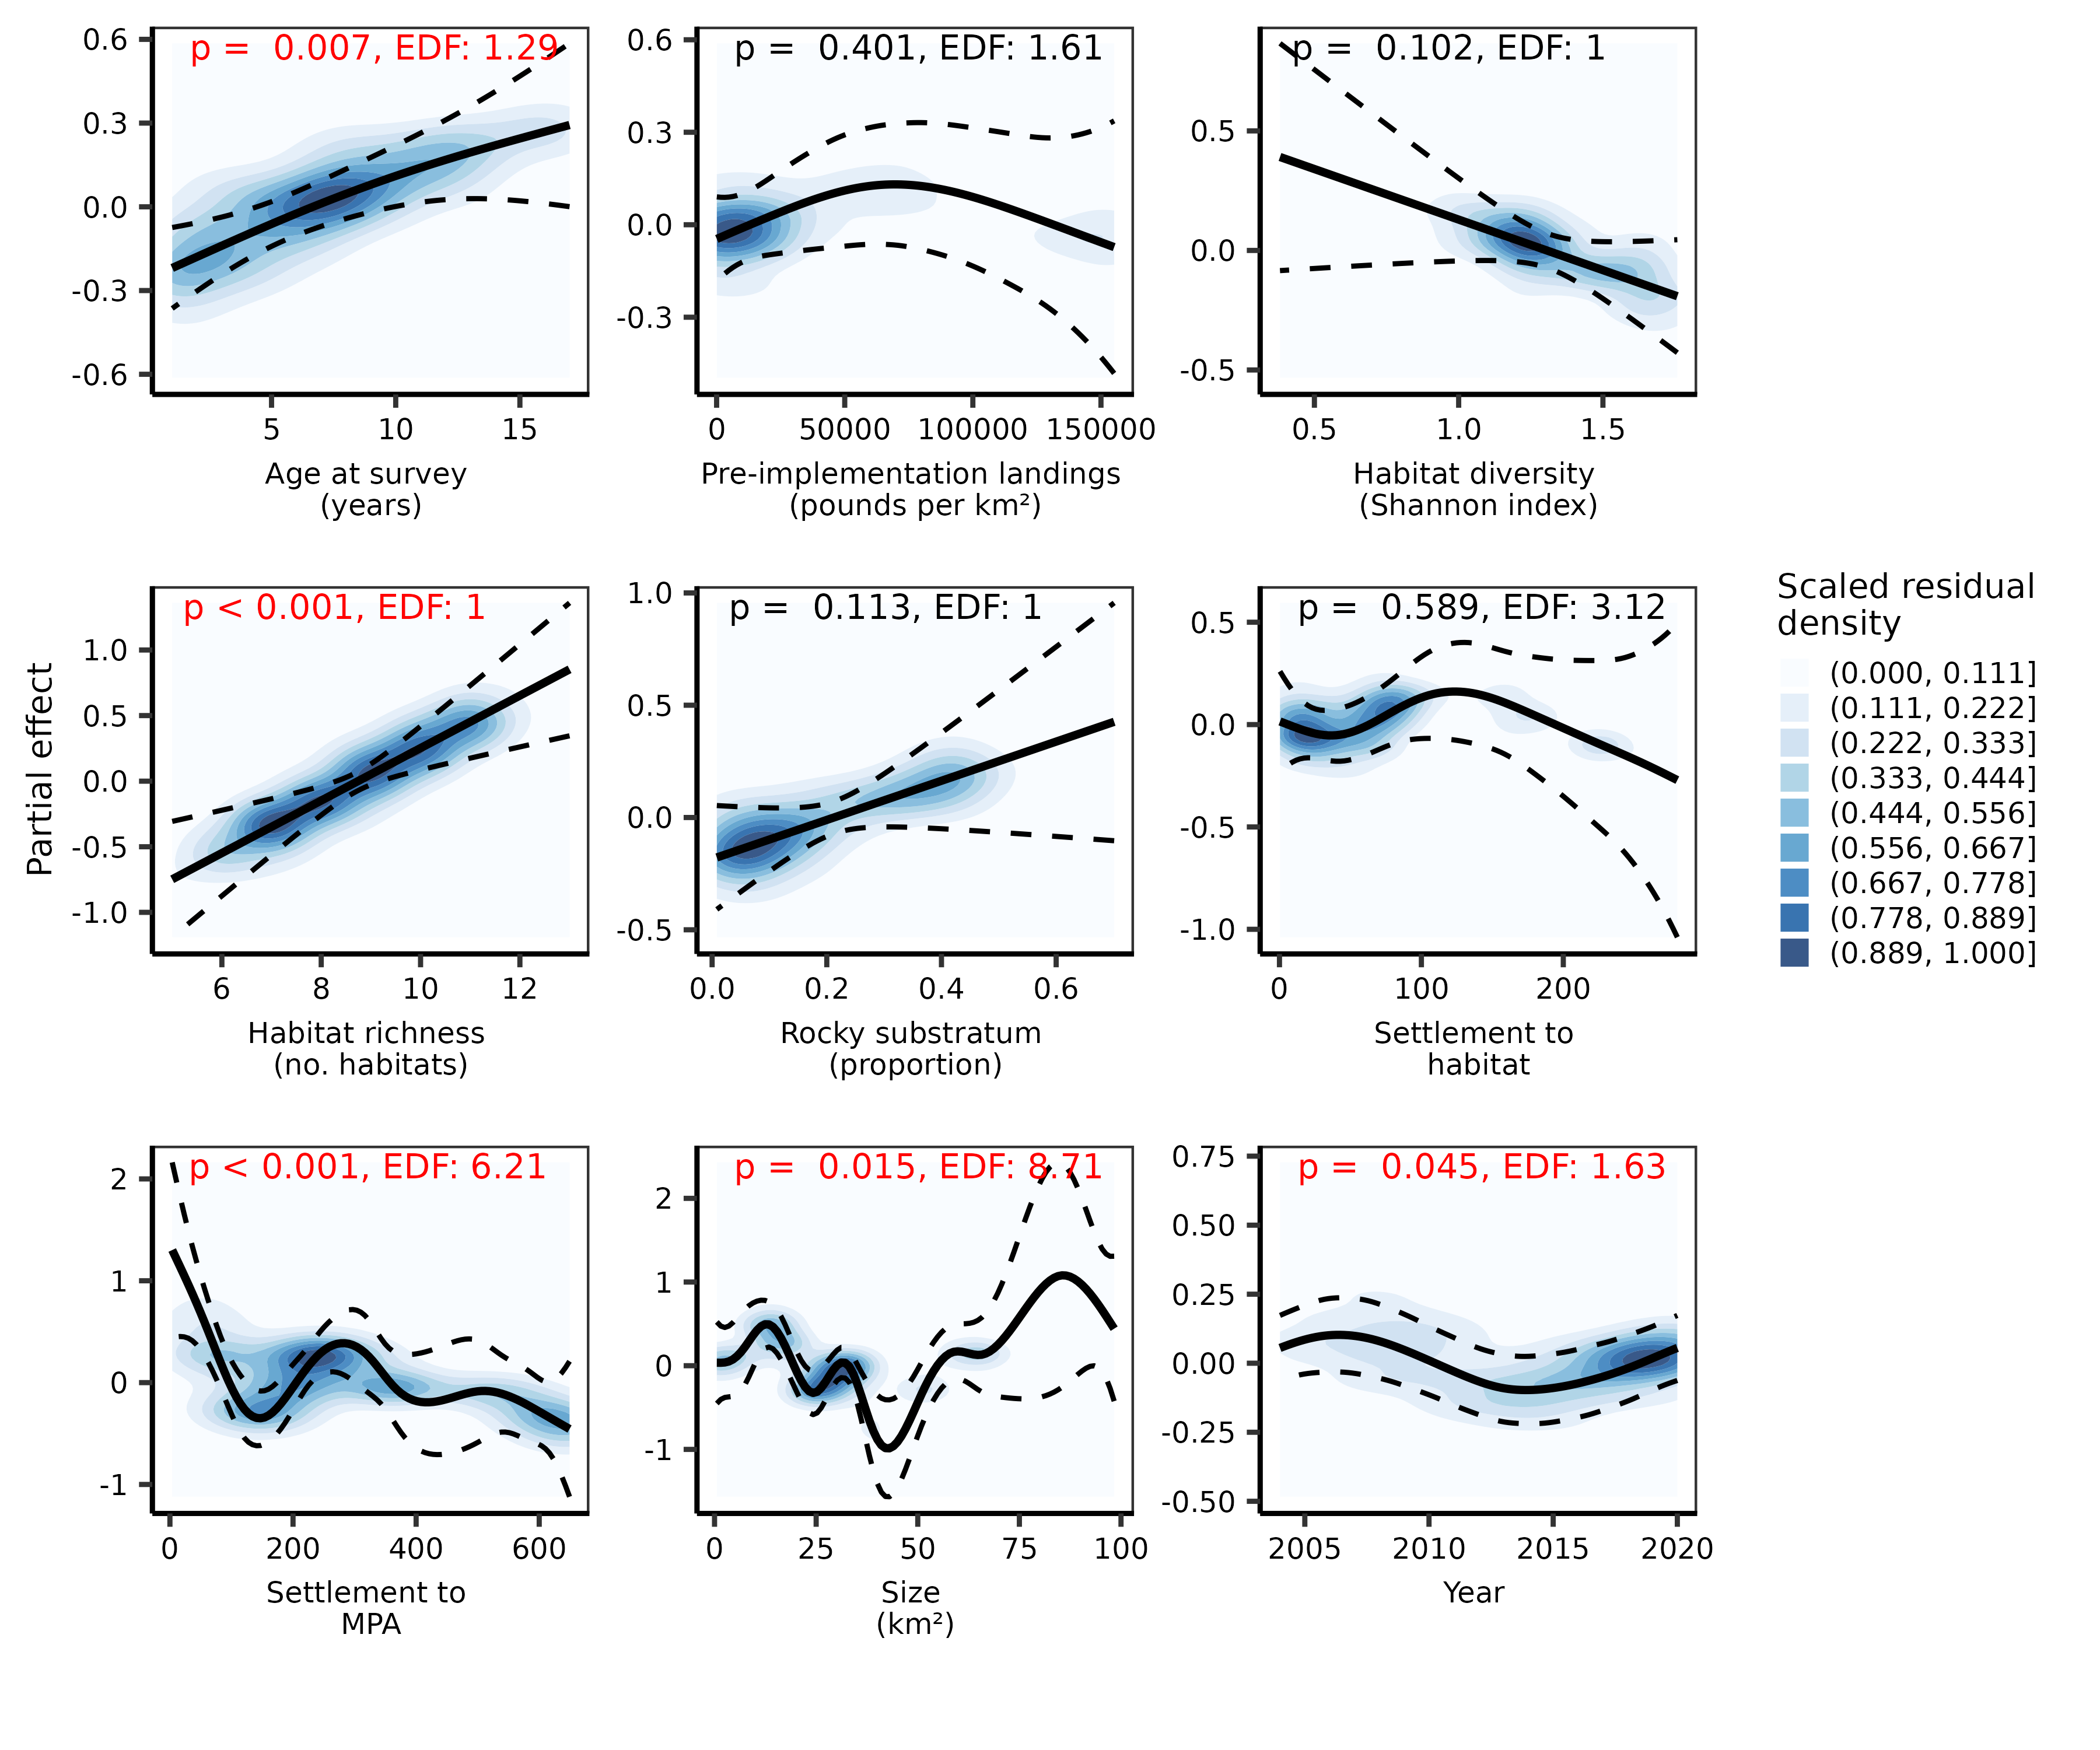 p =  0.007, EDF: 1.29
0.6
0.3
0.0
-0.3
-0.6
5 10 15
Age at survey
(years)
p =  0.401, EDF: 1.61
0.6
0.3
0.0
-0.3
0 50000 100000 150000
Pre-implementation landings
(pounds per km²)
p =  0.102, EDF: 1
0.5
0.0
-0.5
0.5 1.0 1.5
Habitat diversity
(Shannon index)
Partial effect
p < 0.001, EDF: 1
1.0
0.5
0.0
-0.5
-1.0
6 8 10 12
Habitat richness
(no. habitats)
p =  0.113, EDF: 1
1.0
0.5
0.0
-0.5
0.0 0.2 0.4 0.6
Rocky substratum
(proportion)
p =  0.589, EDF: 3.12
0.5
0.0
-0.5
-1.0
0 100 200
Settlement to
habitat
Scaled residual
density
(0.000, 0.111]
(0.111, 0.222]
(0.222, 0.333]
(0.333, 0.444]
(0.444, 0.556]
(0.556, 0.667]
(0.667, 0.778]
(0.778, 0.889]
(0.889, 1.000]
p < 0.001, EDF: 6.21
2
1
0
-1
0 200 400 600
Settlement to
MPA
p =  0.015, EDF: 8.71
2
1
0
-1
0 25 50 75 100
Size
(km²)
p =  0.045, EDF: 1.63
0.75
0.50
0.25
0.00
-0.25
-0.50
2005 2010 2015 2020
Year